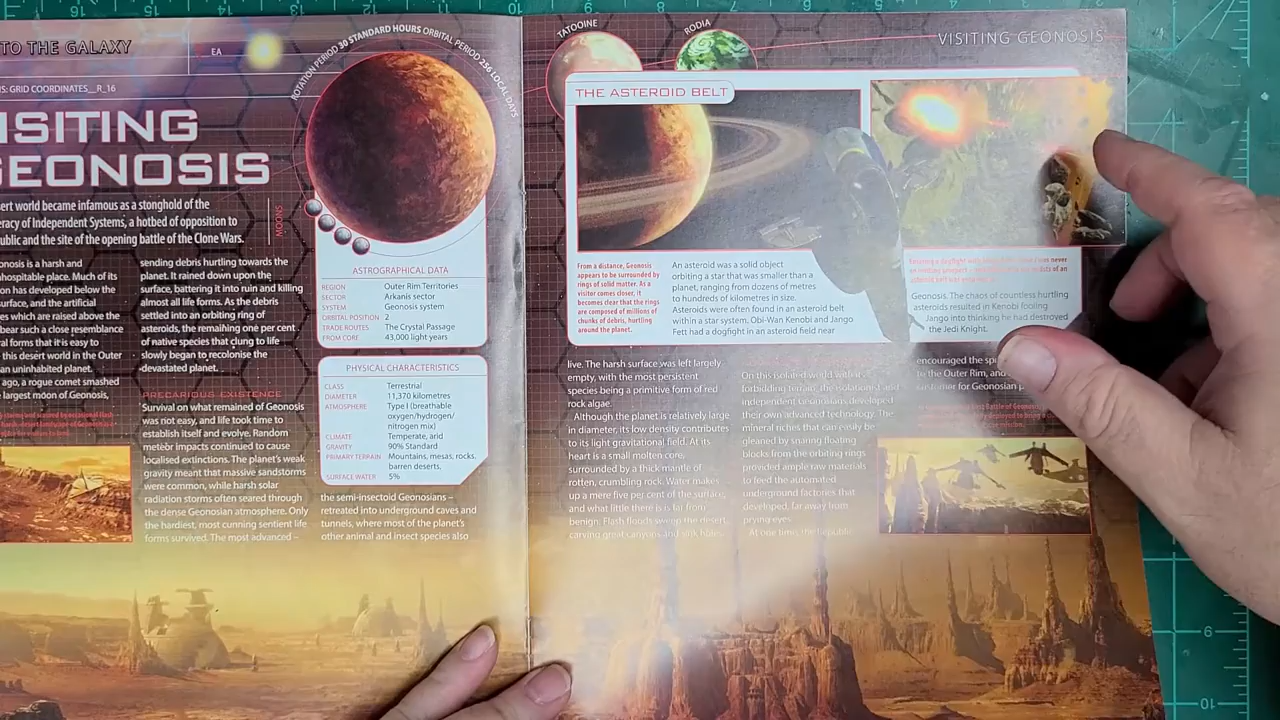 TO THE GALAXY
EA
S: GRID COORDINATES__R_16
ISITING
EONOSIS
ert world became infamous as a stronghold of the
eracy of Independent Systems, a hotbed of opposition to
ublic and the site of the opening battle of the Clone Wars.
onosis is a harsh and
nhospitable place. Much of its
on has developed below the
urface, and the artificial
es which are raised above the
bear such a close resemblance
al forms that it is easy to
this desert world in the Outer
an uninhabited planet.
ago, a rogue comet smashed
e largest moon of Geonosis,
sending debris hurtling towards the
planet. It rained down upon the
surface, battering it into ruin and killing
almost all life forms. As the debris
settled into an orbiting ring of
asteroids, the remaining one per cent
of native species that clung to life
slowly began to recolonise the
devastated planet.
PRECARIOUS EXISTENCE
Survival on what remained of Geonosis
was not easy, and life took time to
establish itself and evolve. Random
meteor impacts continued to cause
localised extinctions. The planet's weak
gravity meant that massive sandstorms
were common, while harsh solar
radiation storms often seared through
the dense Geonosian atmosphere. Only
the hardiest, most cunning sentient life
forms survived. The most advanced –
ROTATION PERIOD 30 STANDARD HOURS ORBITAL PERIOD 256 LOCAL DAYS
MOONS
ASTROGRAPHICAL DATA
REGION Outer Rim Territories
SECTOR Arkanis sector
SYSTEM Geonosis system
ORBITAL POSITION 2
TRADE ROUTES The Crystal Passage
FROM CORE 43,000 light years
PHYSICAL CHARACTERISTICS
CLASS Terrestrial
DIAMETER 11,370 kilometres
ATMOSPHERE Type I (breathable
oxygen/hydrogen/
nitrogen mix)
CLIMATE Temperate, arid
GRAVITY 90% Standard
PRIMARY TERRAIN Mountains, mesas, rocks,
barren deserts,
SURFACE WATER 5%
the semi-insectoid Geonosians –
retreated into underground caves and
tunnels, where most of the planet's
other animal and insect species also
TATOOINE
RODIA
VISITING GEONOSIS
THE ASTEROID BELT
From a distance, Geonosis
appears to be surrounded by
rings of solid matter. As a
visitor comes closer, it
becomes clear that the rings
are composed of millions of
chunks of debris, hurtling
around the planet.
An asteroid was a solid object
orbiting a star that was smaller than a
planet, ranging from dozens of metres
to hundreds of kilometres in size.
Asteroids were often found in an asteroid belt
within a star system. Obi-Wan Kenobi and Jango
Fett had a dogfight in an asteroid field near
Geonosis. The chaos of countless hurtling
asteroids resulted in Kenobi fooling
Jango into thinking he had destroyed
the Jedi Knight.
live. The harsh surface was left largely
empty, with the most persistent
species being a primitive form of red
rock algae.
Although the planet is relatively large
in diameter, its low density contributes
to its light gravitational field. At its
heart is a small molten core,
surrounded by a thick mantle of
rotten, crumbling rock. Water makes
up a mere five per cent of the surface,
and what little there is is far from
benign. Flash floods sweep the desert,
carving great canyons and sink holes
On this isolated world with its
forbidding terrain, the isolationist and
independent Geonosians developed
their own advanced technology. The
mineral riches that can easily be
gleaned by snaring floating
blocks from the orbiting rings
provided ample raw materials
to feed the automated
underground factories that
developed, far away from
prying eyes.
At one time, the Republic
encouraged the
to the Outer Rim, and
customer for Geonosian
9
10